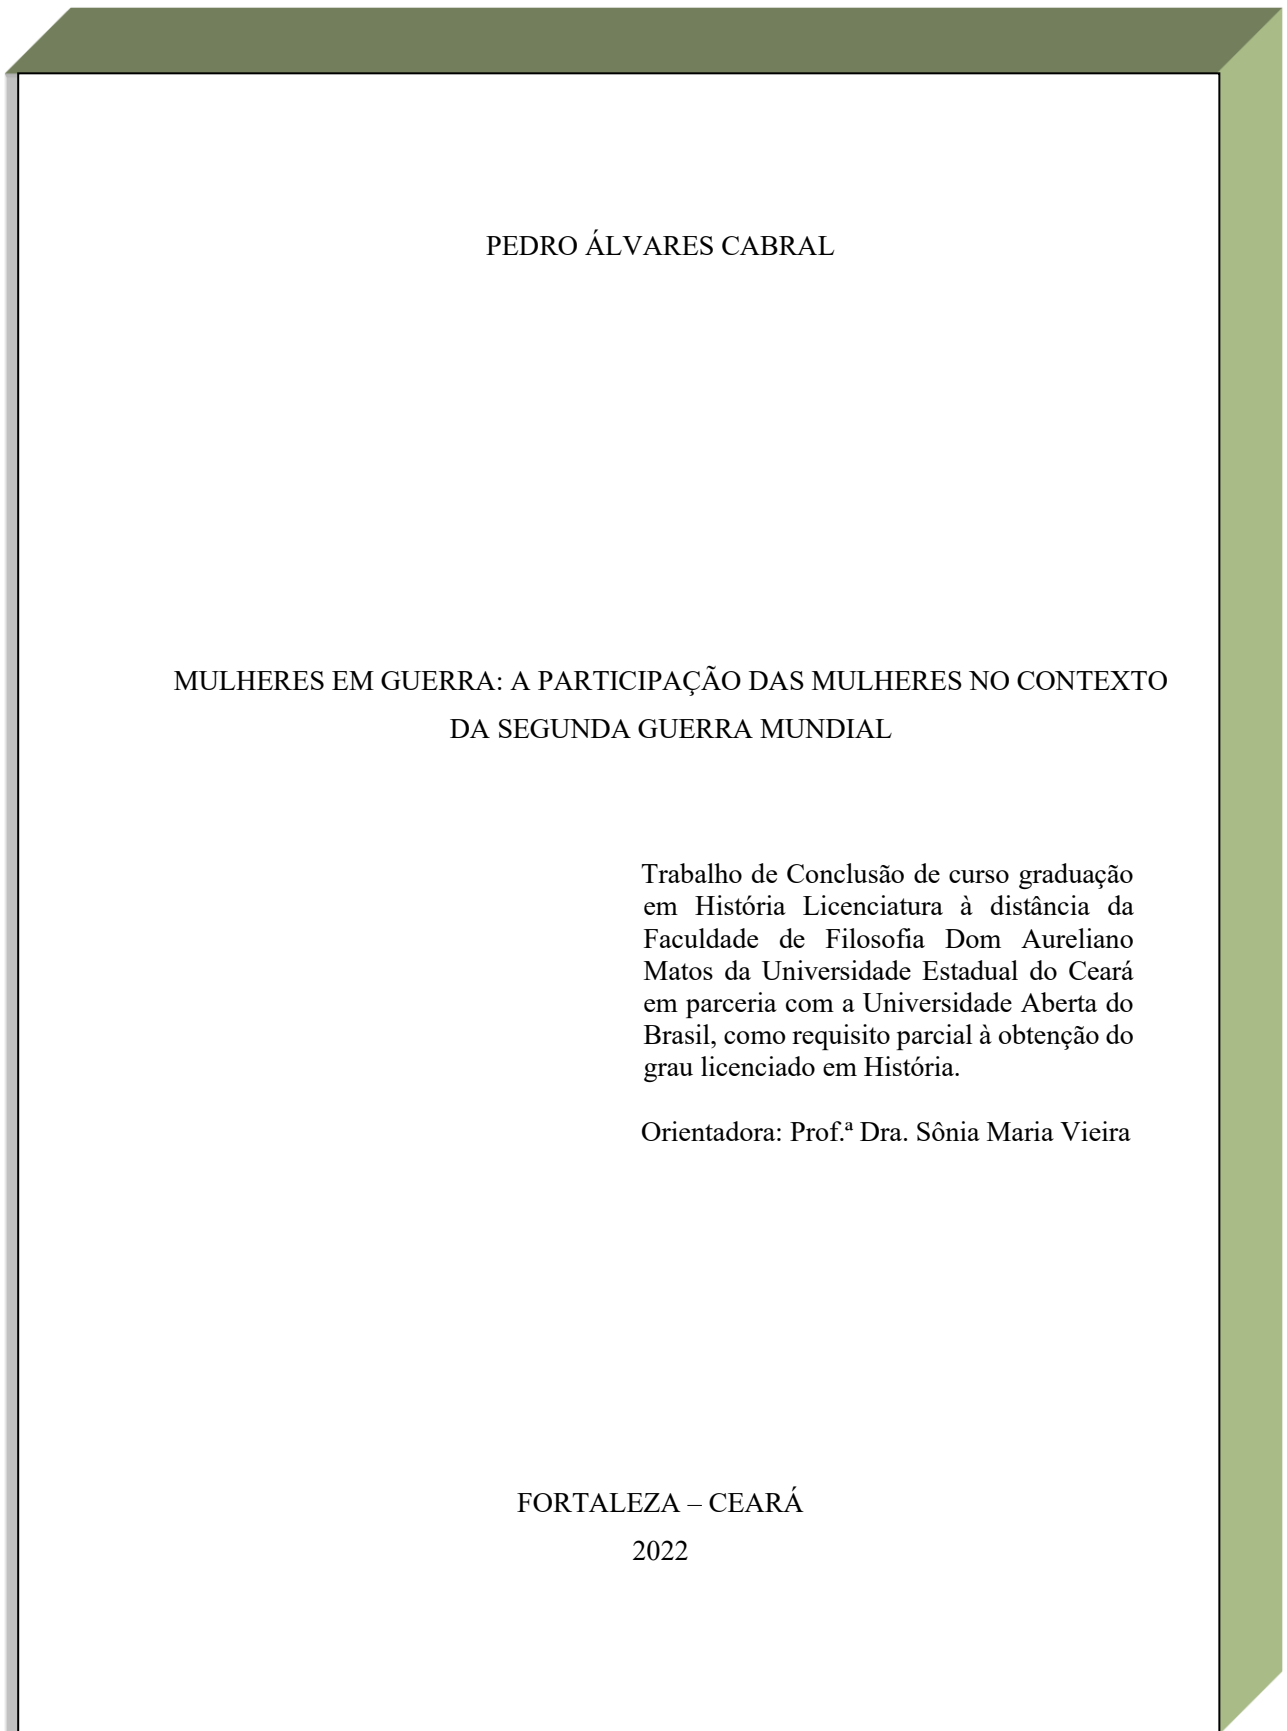 PEDRO ÁLVARES CABRAL
MULHERES EM GUERRA: A PARTICIPAÇÃO DAS MULHERES NO CONTEXTO
DA SEGUNDA GUERRA MUNDIAL
Trabalho de Conclusão de curso graduação
em História Licenciatura à distância da
Faculdade de Filosofia Dom Aureliano
Matos da Universidade Estadual do Ceará
em parceria com a Universidade Aberta do
Brasil, como requisito parcial à obtenção do
grau licenciado em História.
Orientadora: Prof.ª Dra. Sônia Maria Vieira
FORTALEZA – CEARÁ
2022